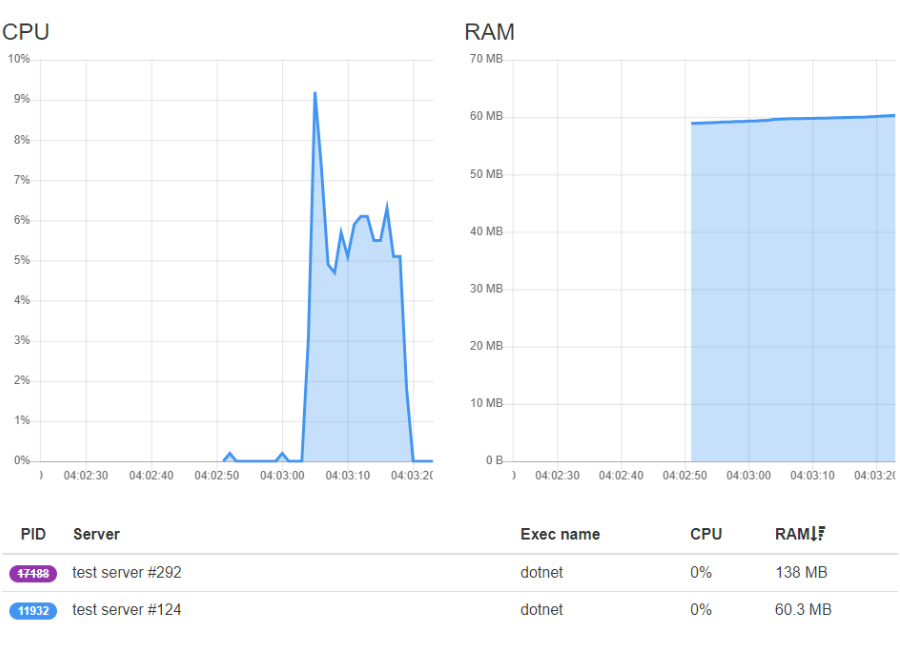 CPU
10%
9%
8%
7%
6%
5%
4%
3%
2%
1%
0%
04:02:30 04:02:40 04:02:50 04:03:00 04:03:10 04:03:20
RAM
70 MB
60 MB
50 MB
40 MB
30 MB
20 MB
10 MB
0 B
04:02:30 04:02:40 04:02:50 04:03:00 04:03:10 04:03:20
PID Server Exec name CPU RAM
17188 test server #292 dotnet 0% 138 MB
11932 test server #124 dotnet 0% 60.3 MB